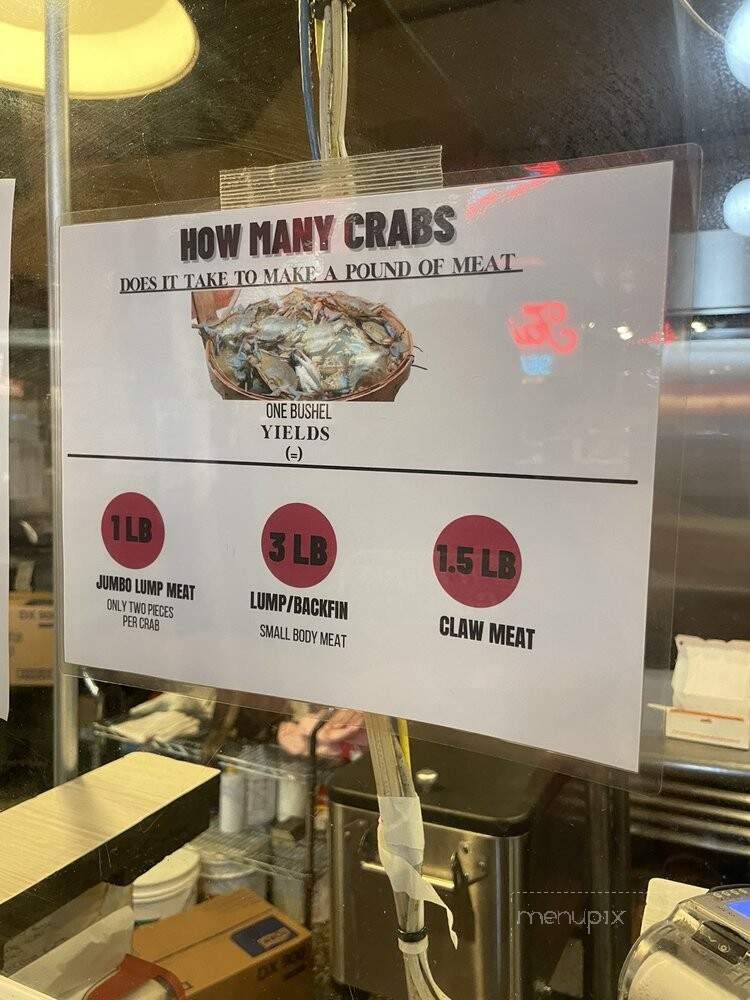 HOW MANY CRABS
DOES IT TAKE TO MAKE A POUND OF MEAT
ONE BUSHEL
YIELDS
(=)
1 LB
JUMBO LUMP MEAT
ONLY TWO PIECES
PER CRAB
3 LB
LUMP/BACKFIN
SMALL BODY MEAT
1.5 LB
CLAW MEAT
menupix